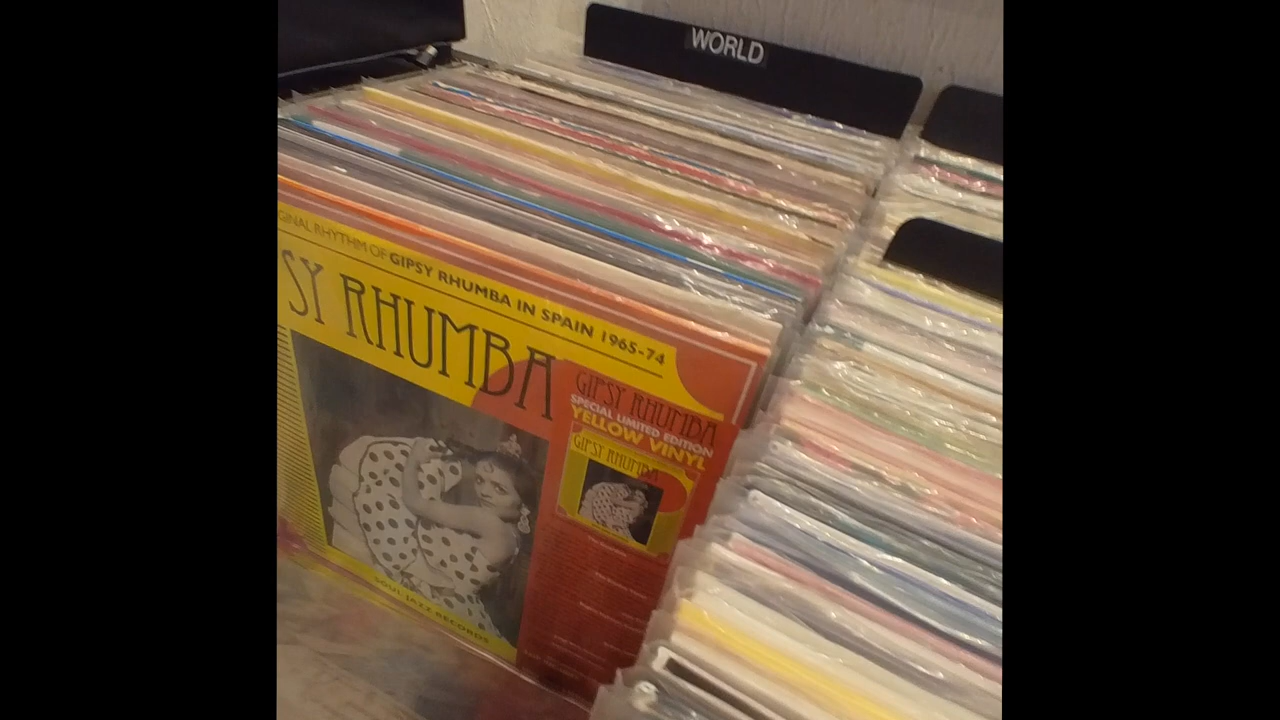 WORLD
GINAL RHYTHM OF GIPSY RHUMBA IN SPAIN 1965-74
SY RHUMBA
GIPSY RHUMBA
SPECIAL LIMITED EDITION
YELLOW VINYL
GIPSY RHUMBA
SOUL JAZZ RECORDS